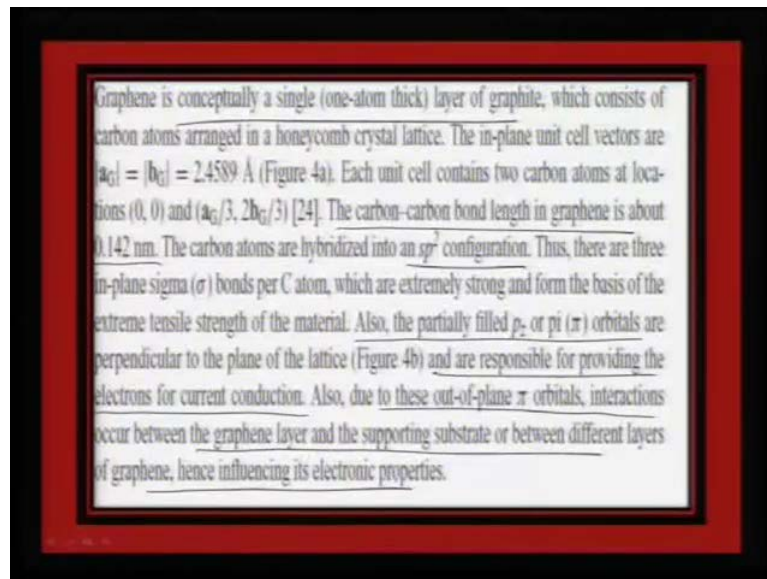 Graphene is conceptually a single (one-atom thick) layer of graphite, which consists of
carbon atoms arranged in a honeycomb crystal lattice. The in-plane unit cell vectors are
|a_G| = |b_G| = 2.4589 Å (Figure 4a). Each unit cell contains two carbon atoms at loca-
tions (0, 0) and (a_G/3, 2b_G/3) [24]. The carbon–carbon bond length in graphene is about
0.142 nm. The carbon atoms are hybridized into an sp² configuration. Thus, there are three
in-plane sigma (σ) bonds per C atom, which are extremely strong and form the basis of the
extreme tensile strength of the material. Also, the partially filled p_z or pi (π) orbitals are
perpendicular to the plane of the lattice (Figure 4b) and are responsible for providing the
electrons for current conduction. Also, due to these out-of-plane π orbitals, interactions
occur between the graphene layer and the supporting substrate or between different layers
of graphene, hence influencing its electronic properties.